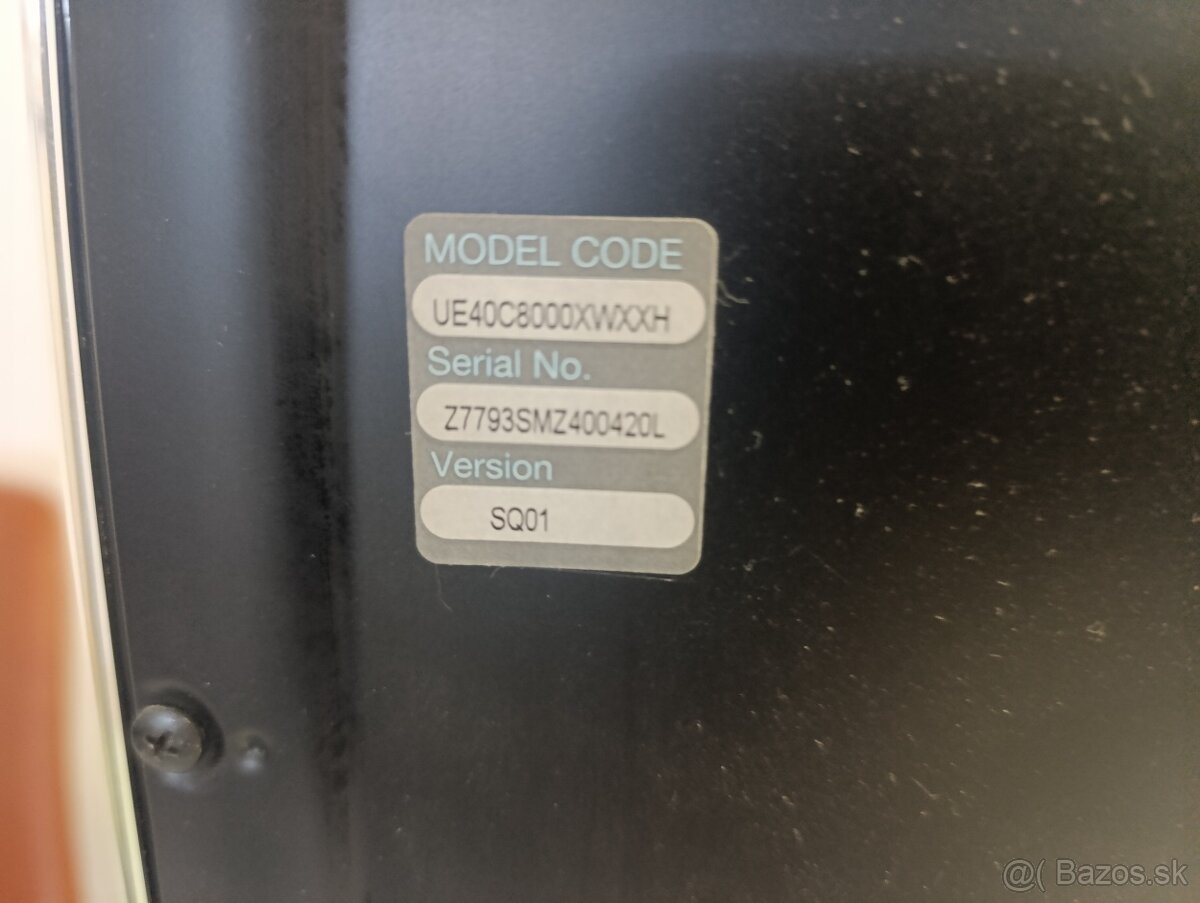 MODEL CODE
UE40C8000XWXXH
Serial No.
Z7793SMZ400420L
Version
SQ01
@( Bazos.sk